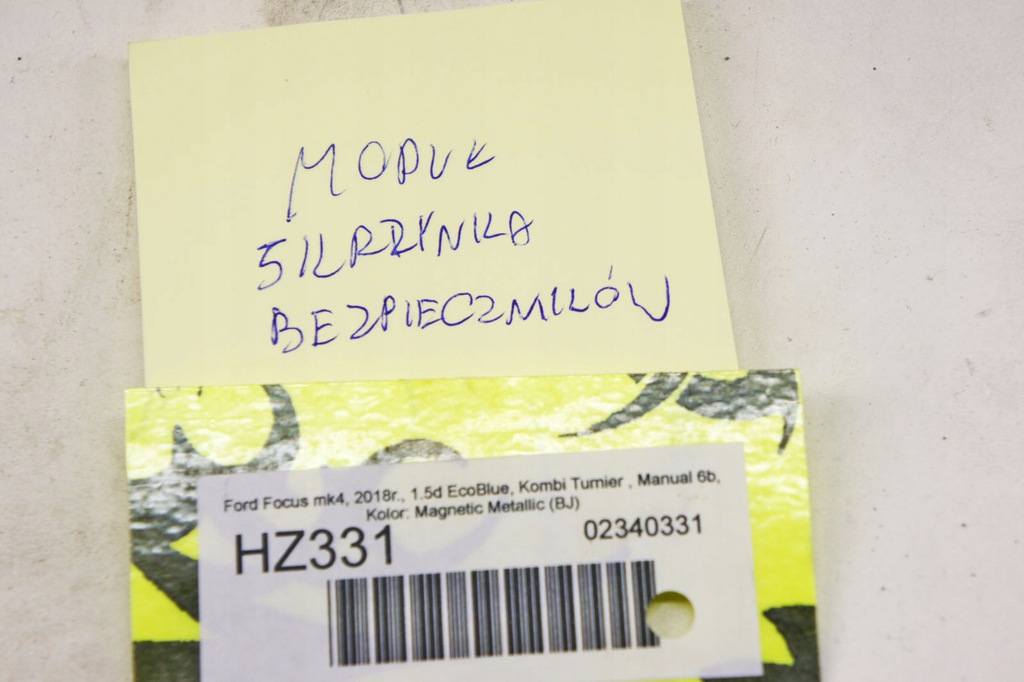 MODUŁ
SKRZYNKA
BEZPIECZNIKÓW
Ford Focus mk4, 2018r., 1.5d EcoBlue, Kombi Turnier , Manual 6b,
Kolor: Magnetic Metallic (BJ)
HZ331
02340331